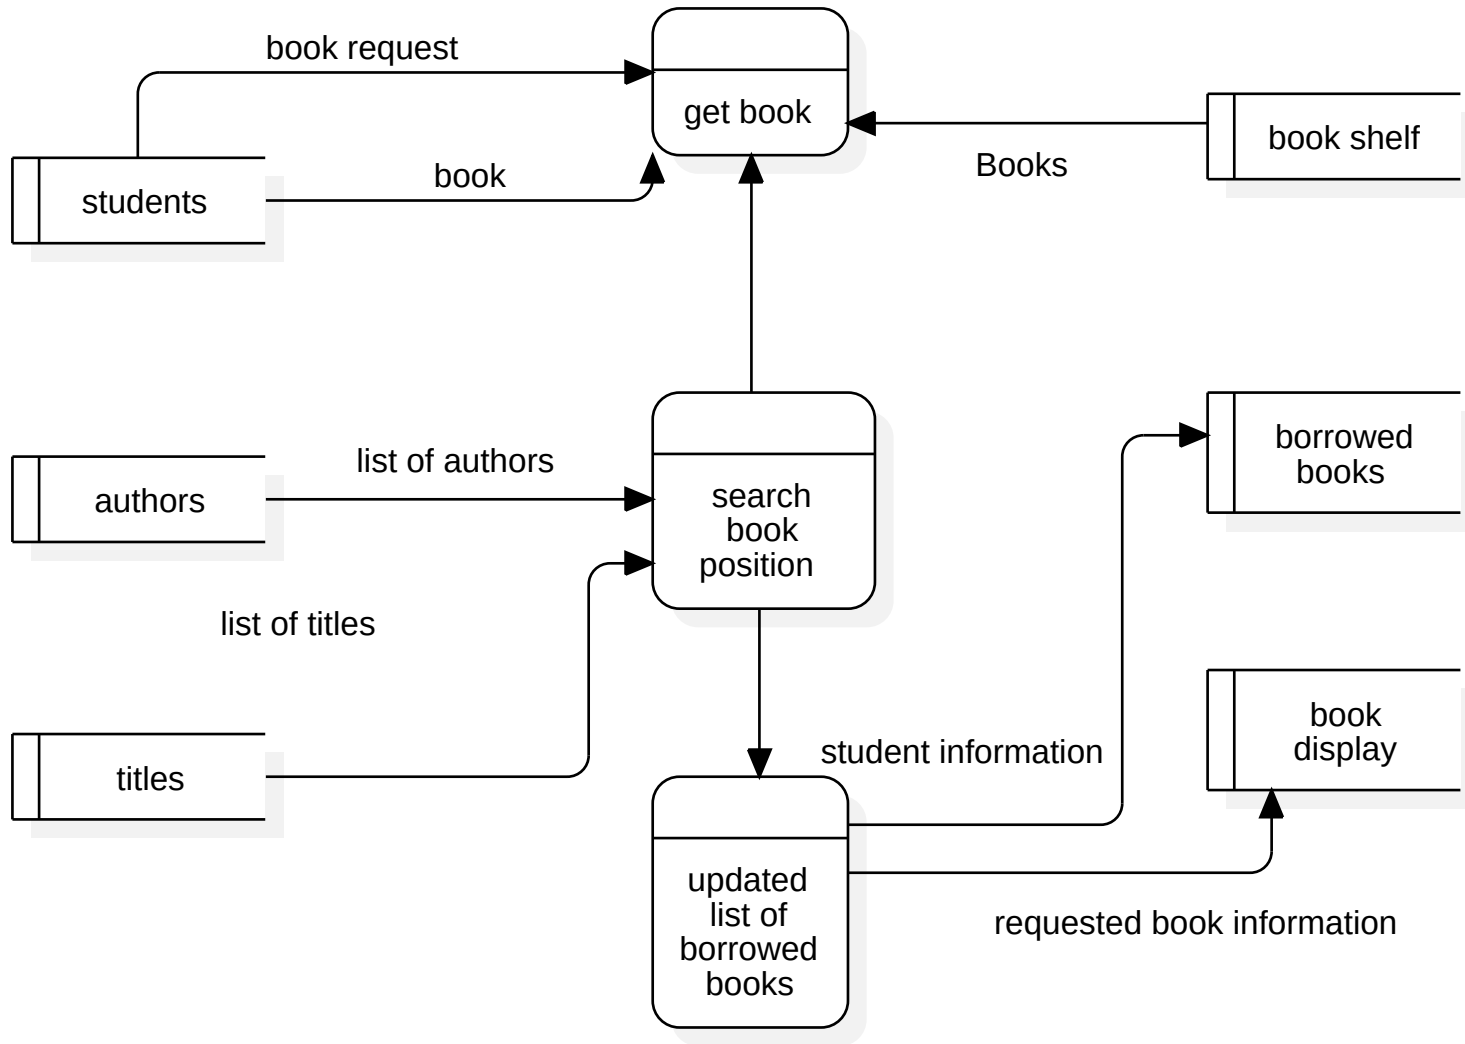 book request
get book
book shelf
Books
book
students
list of authors
authors
search
book
position
borrowed
books
list of titles
titles
student information
book
display
updated
list of
borrowed
books
requested book information